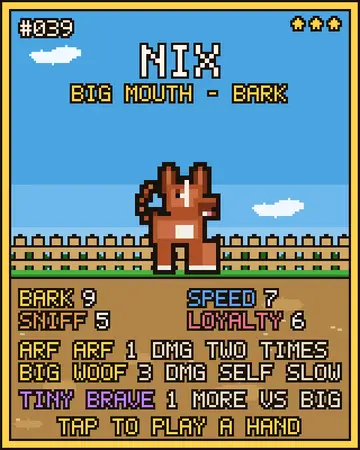 #039
NIX
BIG MOUTH - BARK
BARK 9 SPEED 7
SNIFF 5 LOYALTY 6
ARF ARF 1 DMG TWO TIMES
BIG WOOF 3 DMG SELF SLOW
TINY BRAVE 1 MORE VS BIG
TAP TO PLAY A HAND